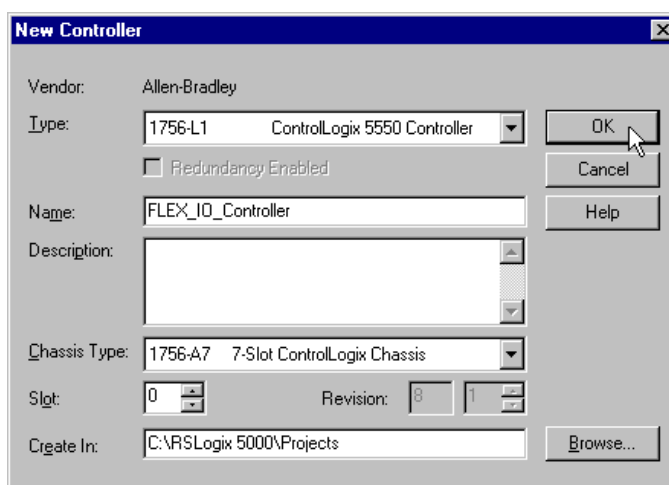 New Controller
Vendor: Allen-Bradley
Type: 1756-L1 ControlLogix 5550 Controller OK
Redundancy Enabled Cancel
Name: FLEX_IO_Controller Help
Description:
Chassis Type: 1756-A7 7-Slot ControlLogix Chassis
Slot: 0 Revision: 8 1
Create In: C:\RSLogix 5000\Projects Browse...